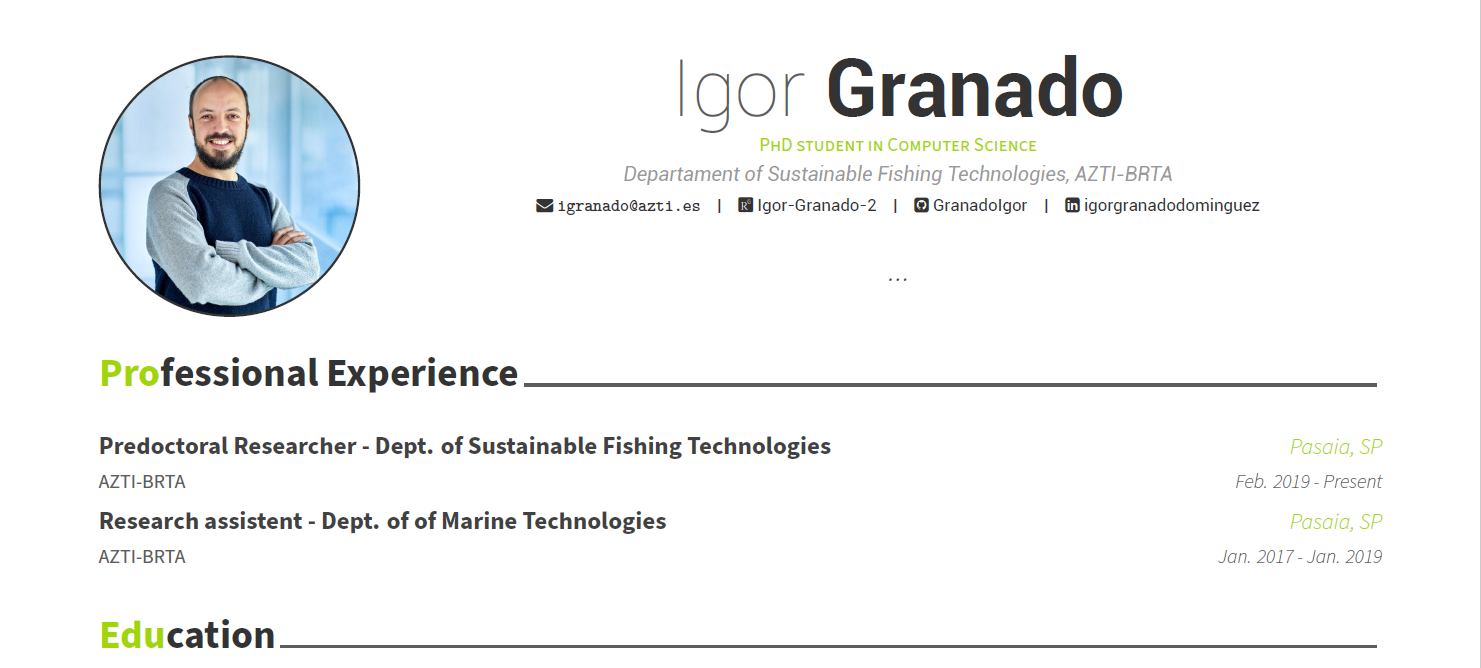 Igor Granado
PhD student in Computer Science
Departament of Sustainable Fishing Technologies, AZTI-BRTA
igranado@azti.es | Igor-Granado-2 | GranadoIgor | igorgranadodominguez
...
Professional Experience
Predoctoral Researcher - Dept. of Sustainable Fishing Technologies Pasaia, SP
AZTI-BRTA Feb. 2019 - Present
Research assistent - Dept. of of Marine Technologies Pasaia, SP
AZTI-BRTA Jan. 2017 - Jan. 2019
Education